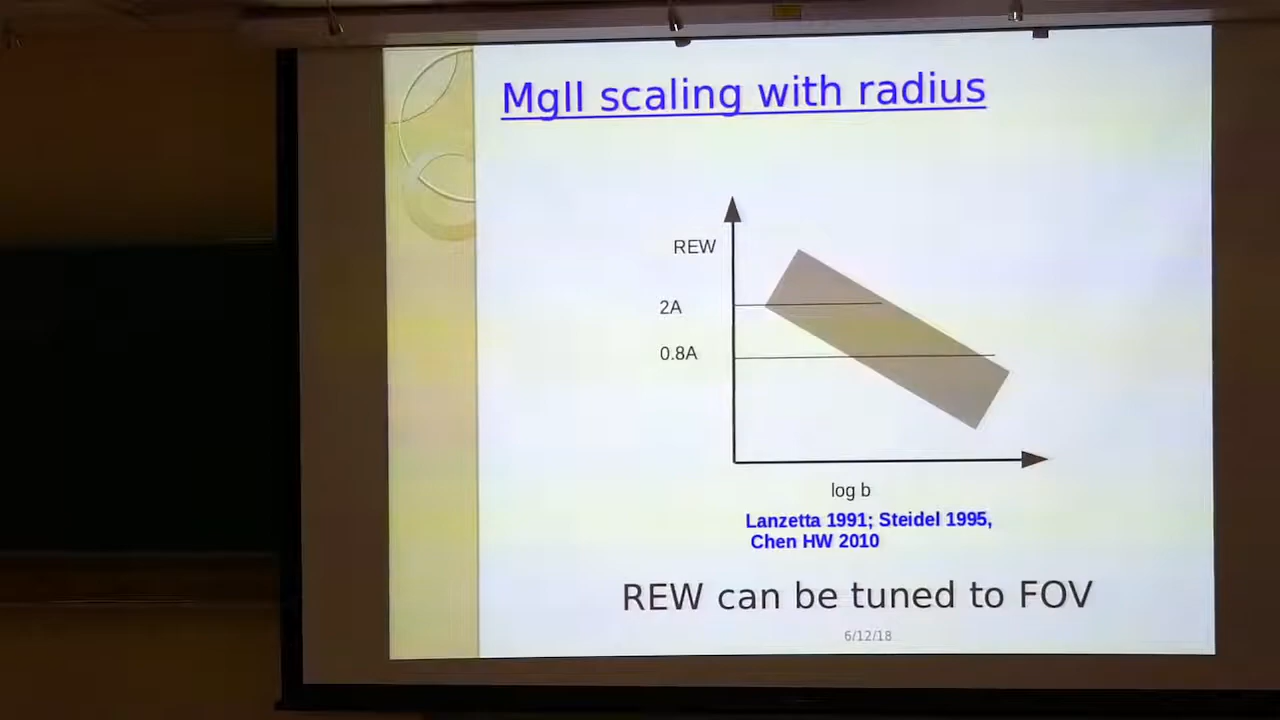 MgII scaling with radius
REW
2A
0.8A
log b
Lanzetta 1991; Steidel 1995,
Chen HW 2010
REW can be tuned to FOV
6/12/18